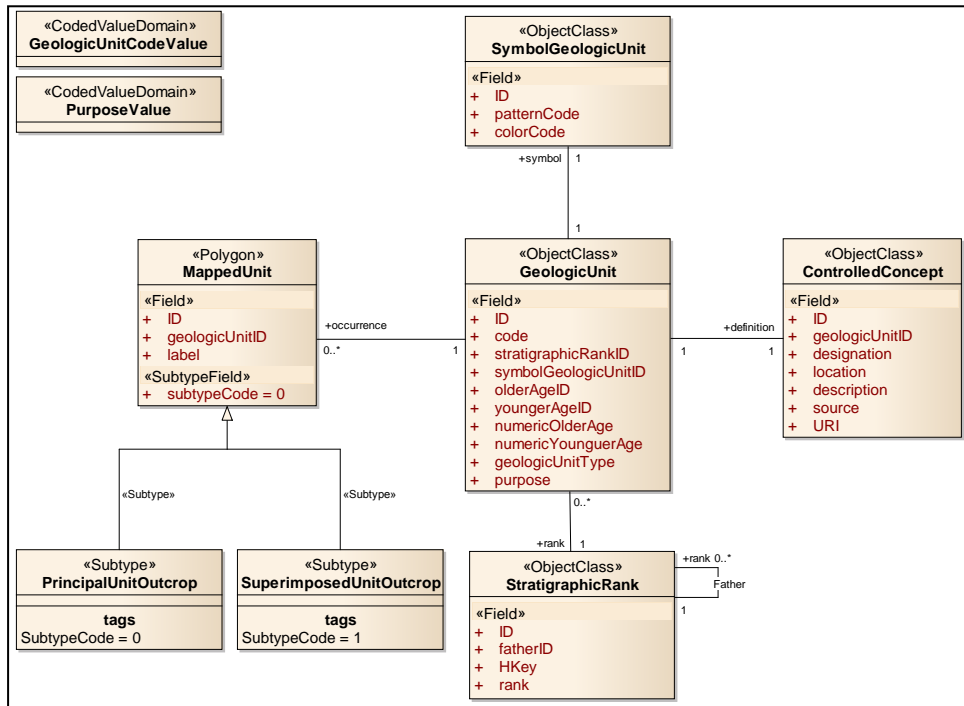 «CodedValueDomain»
GeologicUnitCodeValue
«CodedValueDomain»
PurposeValue
«ObjectClass»
SymbolGeologicUnit
«Field»
+ ID
+ patternCode
+ colorCode
+symbol 1
1
«Polygon»
MappedUnit
«Field»
+ ID
+ geologicUnitID
+ label
«SubtypeField»
+ subtypeCode = 0
+occurrence
0..* 1
«ObjectClass»
GeologicUnit
«Field»
+ ID
+ code
+ stratigraphicRankID
+ symbolGeologicUnitID
+ olderAgeID
+ youngerAgeID
+ numericOlderAge
+ numericYounguerAge
+ geologicUnitType
+ purpose
+definition
1 1
«ObjectClass»
ControlledConcept
«Field»
+ ID
+ geologicUnitID
+ designation
+ location
+ description
+ source
+ URI
«Subtype»
«Subtype»
0..*
+rank 1
«Subtype»
PrincipalUnitOutcrop
tags
SubtypeCode = 0
«Subtype»
SuperimposedUnitOutcrop
tags
SubtypeCode = 1
«ObjectClass»
StratigraphicRank
«Field»
+ ID
+ fatherID
+ HKey
+ rank
+rank 0..*
Father
1